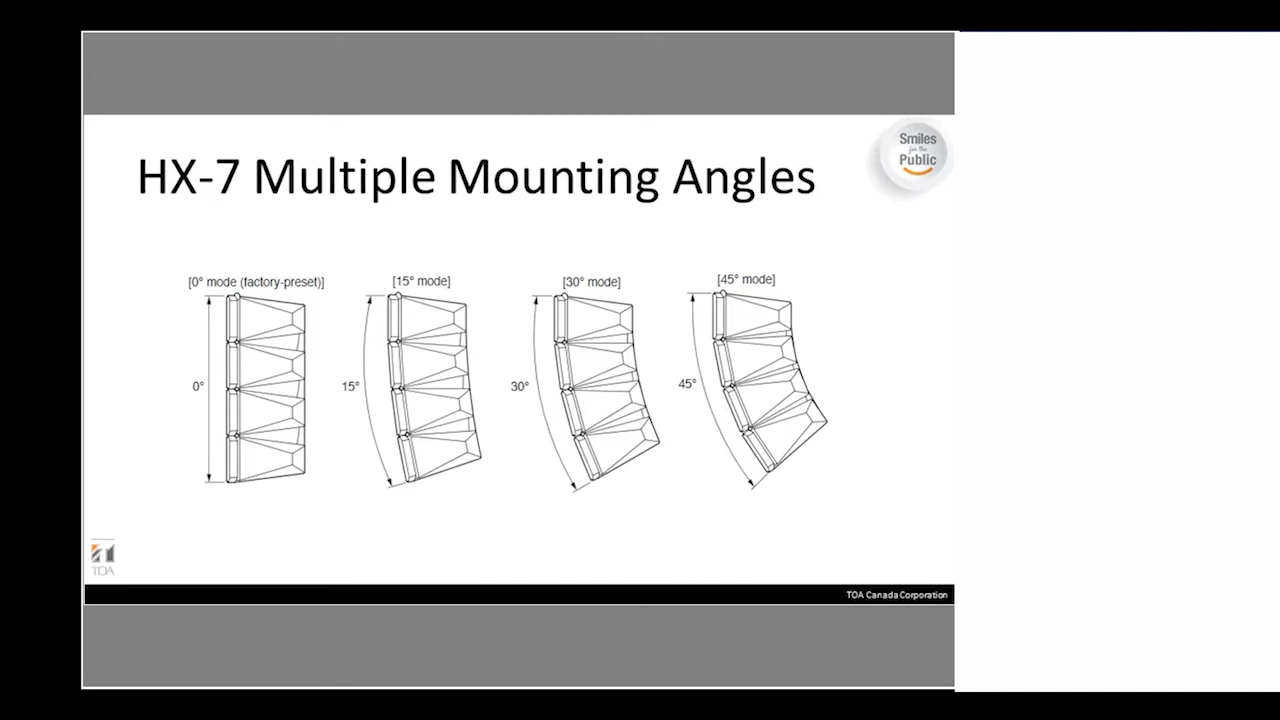 Smiles
for the
Public
HX-7 Multiple Mounting Angles
[0° mode (factory-preset)] [15° mode] [30° mode] [45° mode]
0° 15° 30° 45°
TOA
TOA Canada Corporation